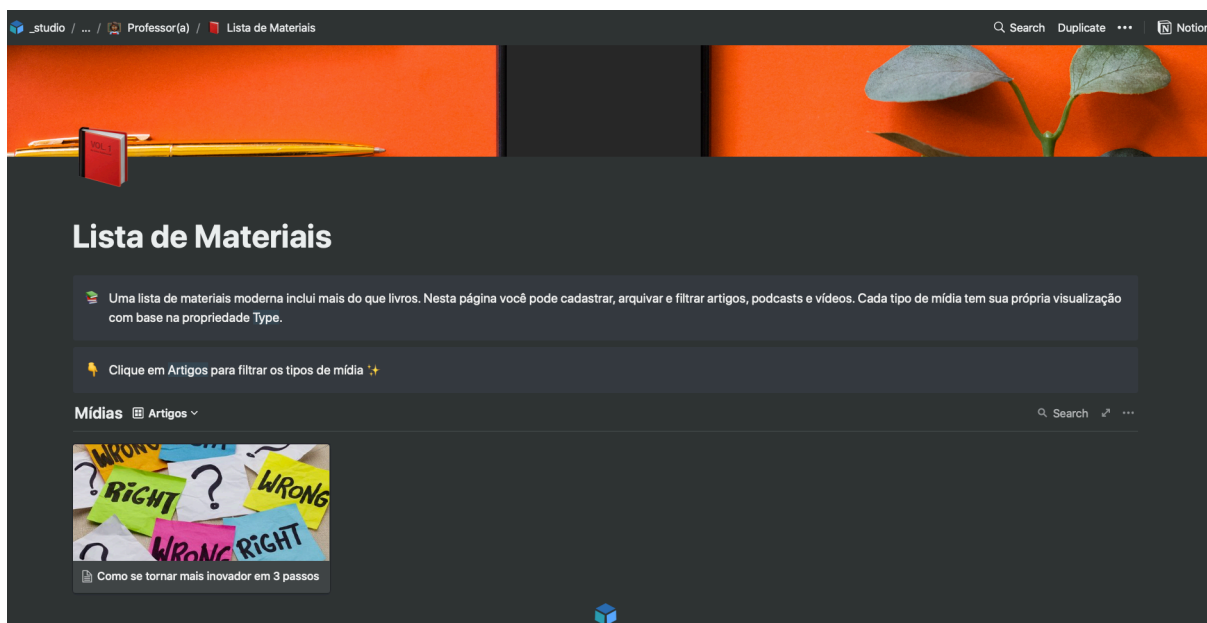 _studio / ... / Professor(a) / Lista de Materiais
Search Duplicate ••• Notion
VOL. 1
Lista de Materiais
Uma lista de materiais moderna inclui mais do que livros. Nesta página você pode cadastrar, arquivar e filtrar artigos, podcasts e vídeos. Cada tipo de mídia tem sua própria visualização
com base na propriedade Type.
Clique em Artigos para filtrar os tipos de mídia
Mídias Artigos
Search •••
WRONG
? RIGHT ? WRONG
WRONG RIGHT
Como se tornar mais inovador em 3 passos